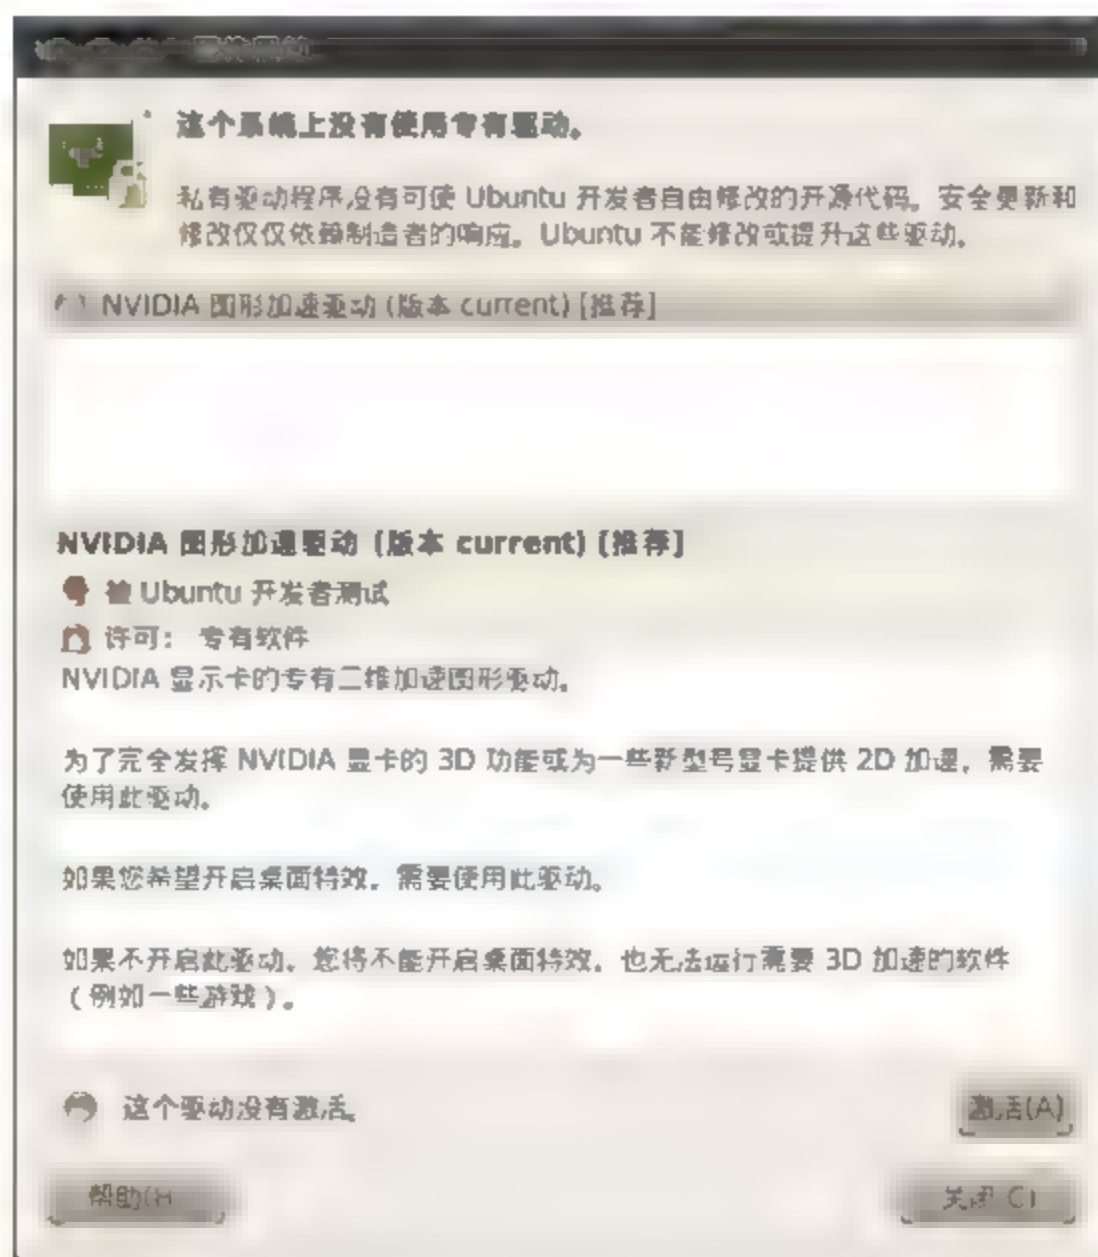 这个系统上没有使用专有驱动。
私有驱动程序没有可使 Ubuntu 开发者自由修改的开源代码。安全更新和
修改仅仅依赖制造者的响应。Ubuntu 不能修改或提升这些驱动。
NVIDIA 图形加速驱动 (版本 current) [推荐]
NVIDIA 图形加速驱动 (版本 current) [推荐]
被 Ubuntu 开发者测试
许可： 专有软件
NVIDIA 显示卡的专有三维加速图形驱动。
为了完全发挥 NVIDIA 显卡的 3D 功能或为一些新型号显卡提供 2D 加速，需要
使用此驱动。
如果您希望开启桌面特效，需要使用此驱动。
如果不开启此驱动，您将不能开启桌面特效，也无法运行需要 3D 加速的软件
（例如一些游戏）。
这个驱动没有激活。
激活(A)
帮助(H
关闭 C)